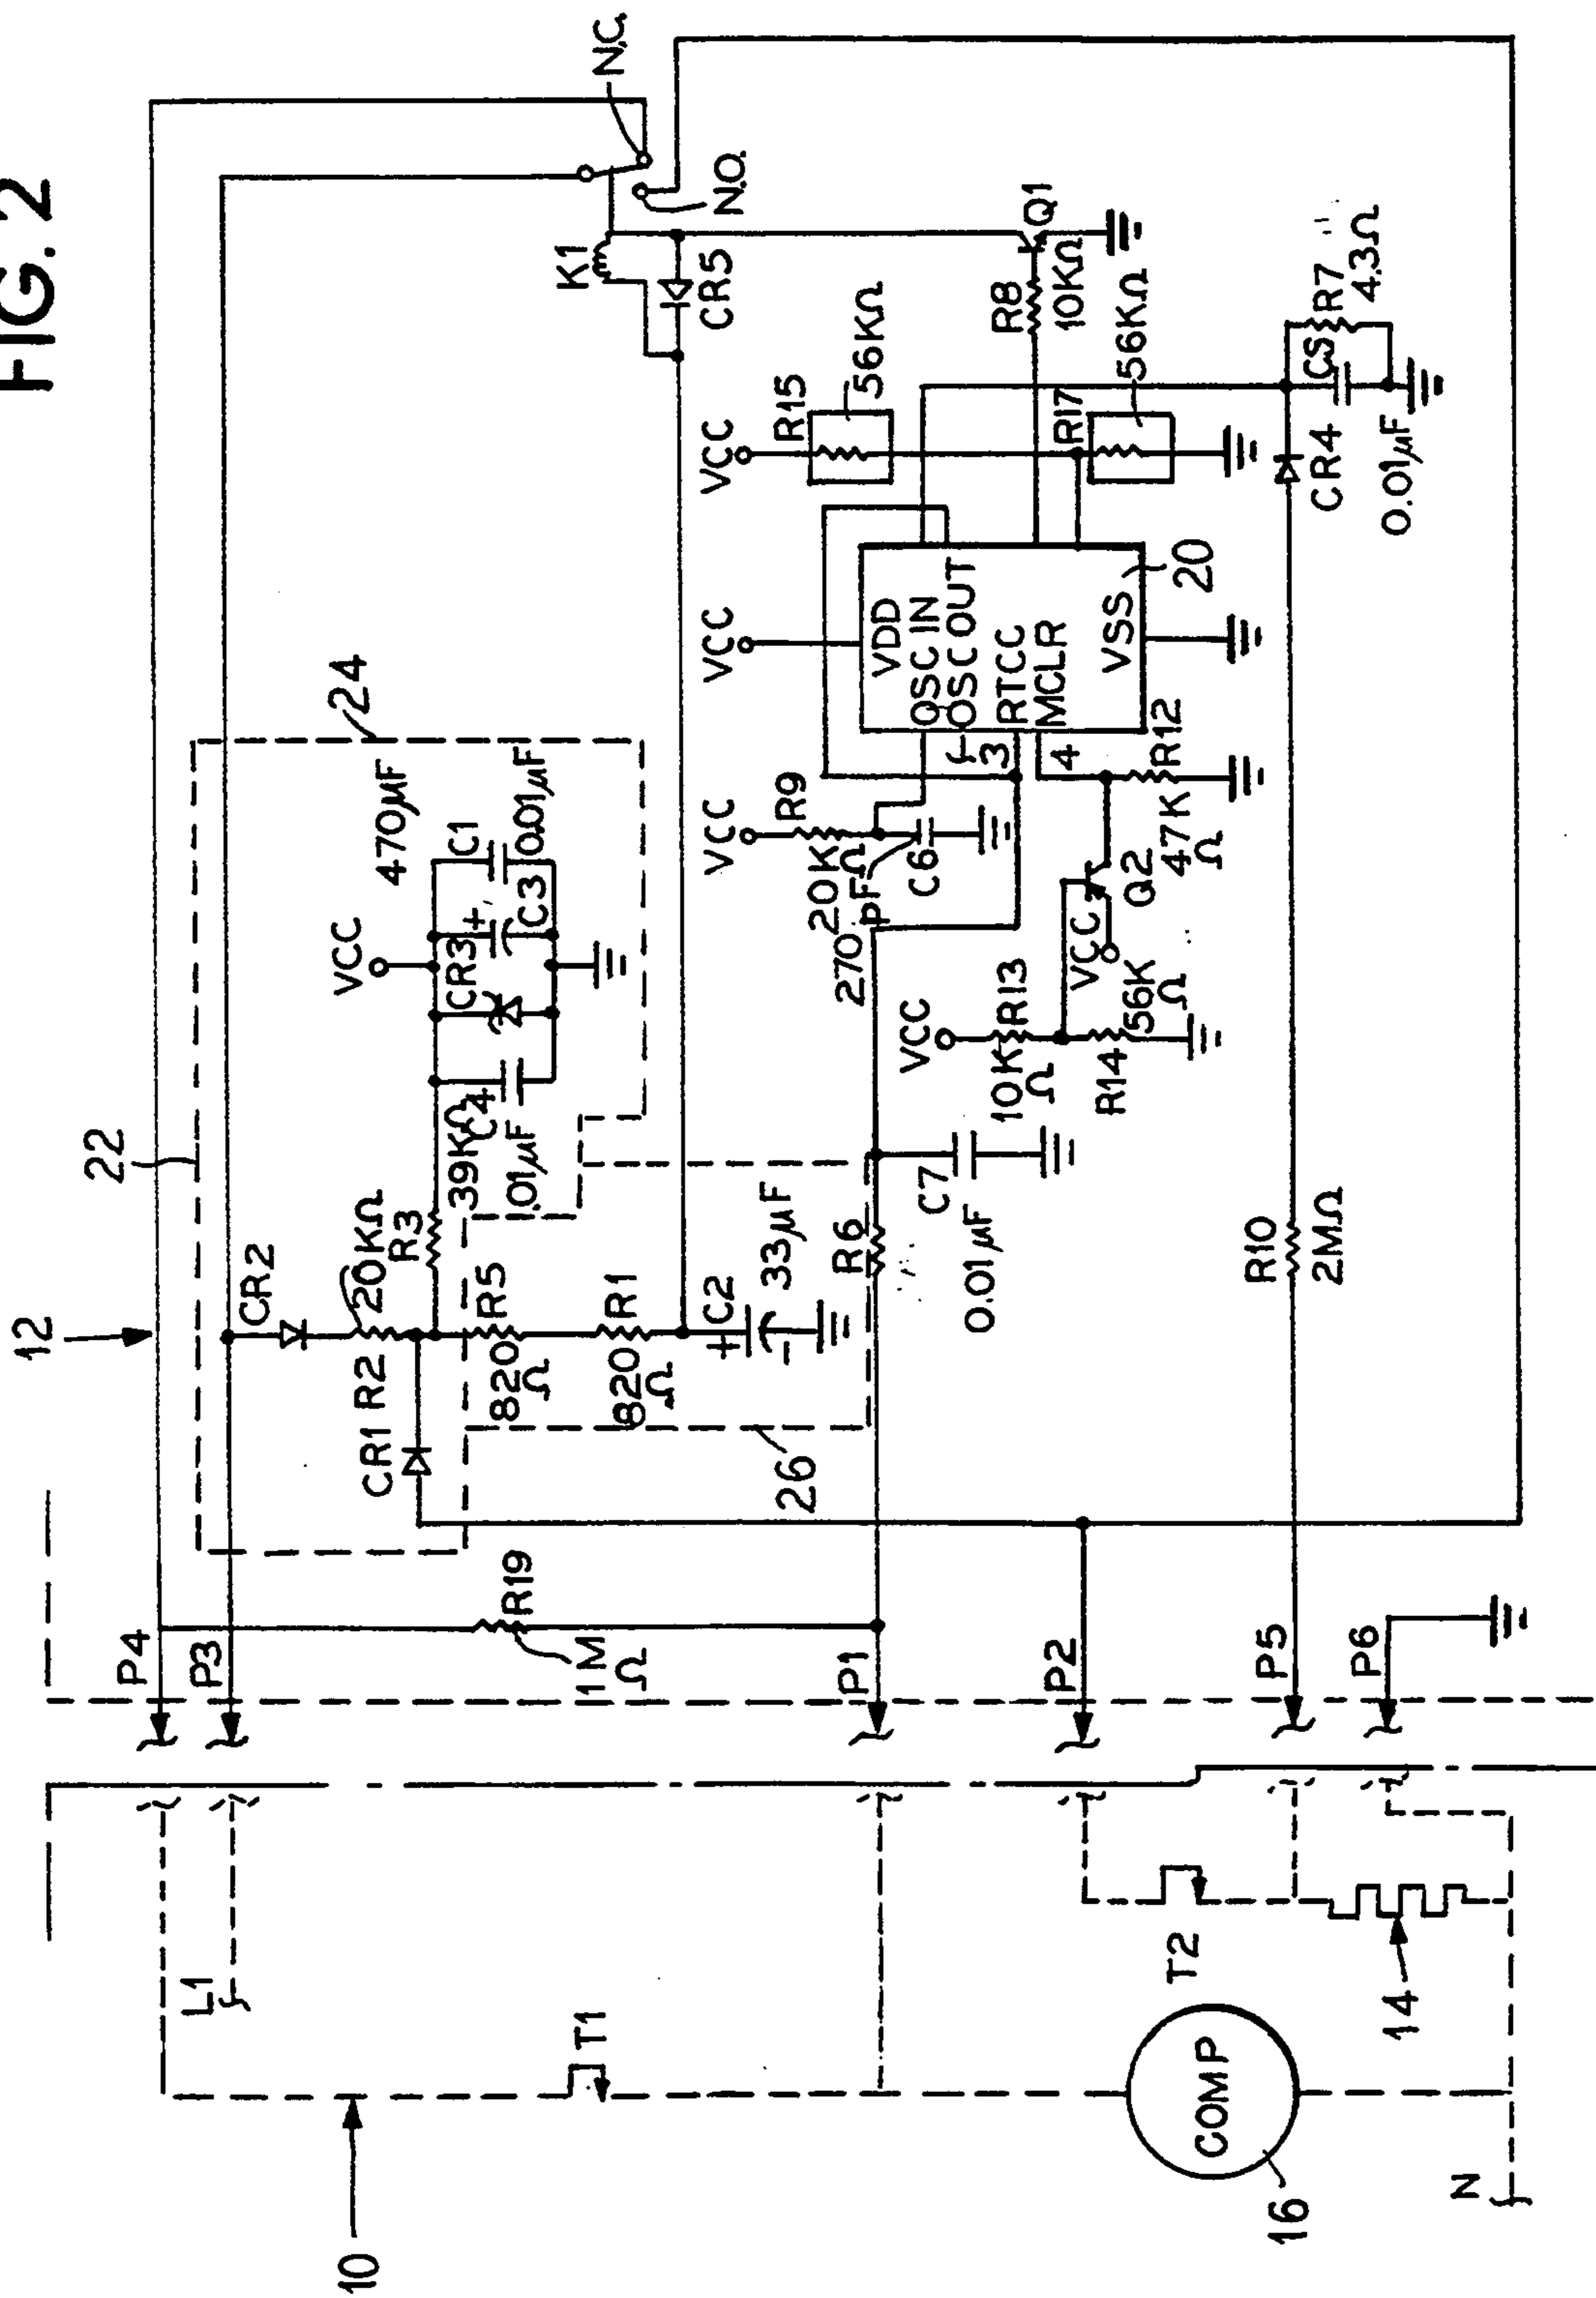 FIG. 2
N.C.
N.O.
K1
CR5
Q1
R8
10KΩ
R7
4.3Ω
56KΩ
R15
VCC
R17
56KΩ
CR4
0.01µF
VCC
VDD
OSC IN
OSC OUT
RTCC
MCLR
VSS
20
3
4
24
22
470µF
C1
0.01µF
VCC
CR3
+
C3
C4
.01µF
39KΩ
R3
20KΩ
CR2
12
R2
CR1
R5
820
Ω
R1
820
Ω
C2
+
-
33µF
26
VCC
R9
20K
Ω
270
pF
C6
R12
47K
Ω
Q2
VCC
VCC
R13
10K
Ω
R14
56K
Ω
R6
C7
0.01µF
R10
2MΩ
R19
1M
Ω
P4
P3
P1
P2
P5
P6
L1
T1
T2
10
14
COMP
16
N